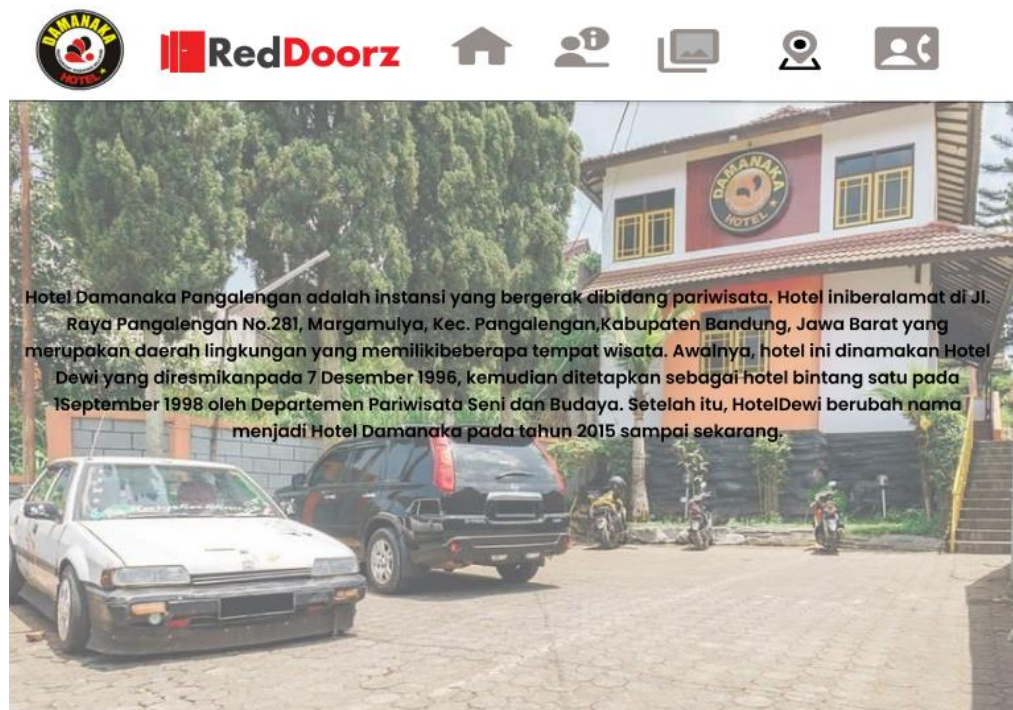 DAMANAKA
HOTEL
RedDoorz
DAMANAKA
HOTEL
Hotel Damanaka Pangalengan adalah instansi yang bergerak dibidang pariwisata. Hotel iniberalamat di Jl.
Raya Pangalengan No.281, Margamulya, Kec. Pangalengan,Kabupaten Bandung, Jawa Barat yang
merupakan daerah lingkungan yang memilikibeberapa tempat wisata. Awalnya, hotel ini dinamakan Hotel
Dewi yang diresmikanpada 7 Desember 1996, kemudian ditetapkan sebagai hotel bintang satu pada
1September 1998 oleh Departemen Pariwisata Seni dan Budaya. Setelah itu, HotelDewi berubah nama
menjadi Hotel Damanaka pada tahun 2015 sampai sekarang.